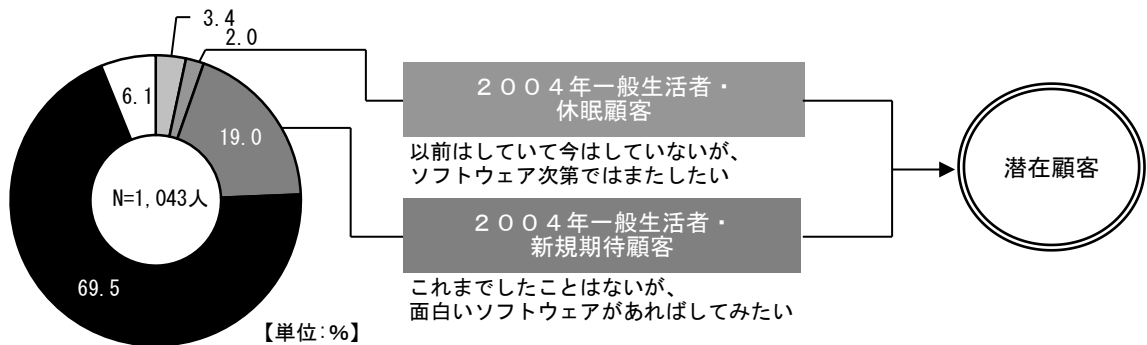 3.4
2.0
6.1
19.0
N=1,043人
69.5
【単位:%】
２００４年一般生活者・
休眠顧客
以前はしていて今はしていないが、
ソフトウェア次第ではまたしたい
２００４年一般生活者・
新規期待顧客
これまでしたことはないが、
面白いソフトウェアがあればしてみたい
潜在顧客